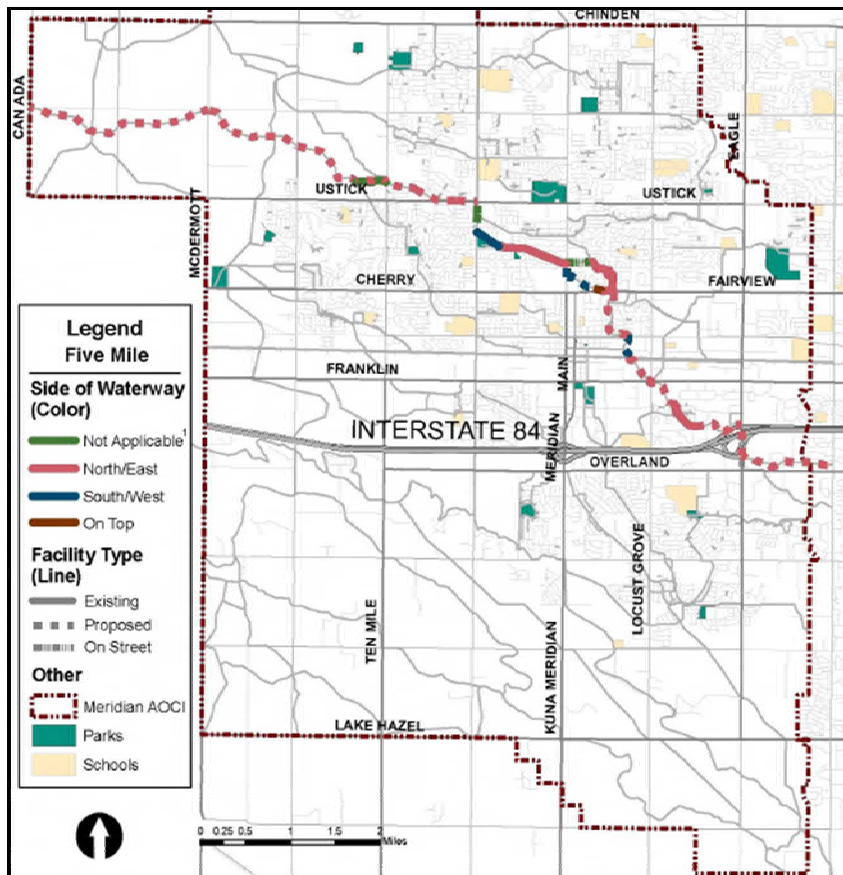 CHINDEN
CAN ADA
EAGLE
USTICK
USTICK
MCDERMOTT
CHERRY
FAIRVIEW
Legend
Five Mile
Side of Waterway
(Color)
Not Applicable¹
North/East
South/West
On Top
Facility Type
(Line)
Existing
Proposed
On Street
Other
Meridian AOCI
Parks
Schools
FRANKLIN
MAIN
INTERSTATE 84
MERIDIAN
OVERLAND
LOCUST GROVE
TEN MILE
KUNA MERIDIAN
LAKE HAZEL
0 0.25 0.5 1 1.5 2
Miles